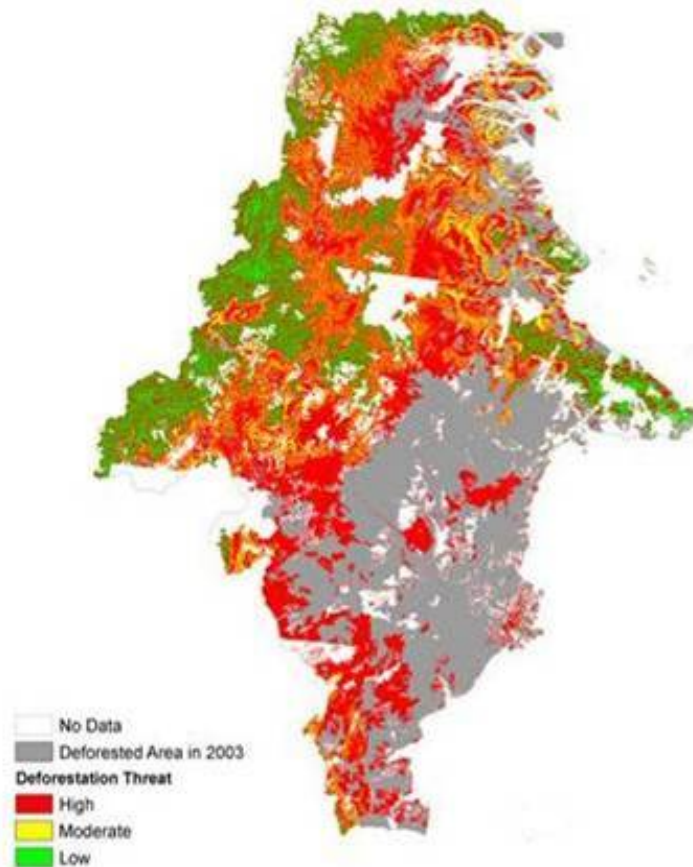 No Data
Deforested Area in 2003
Deforestation Threat
High
Moderate
Low